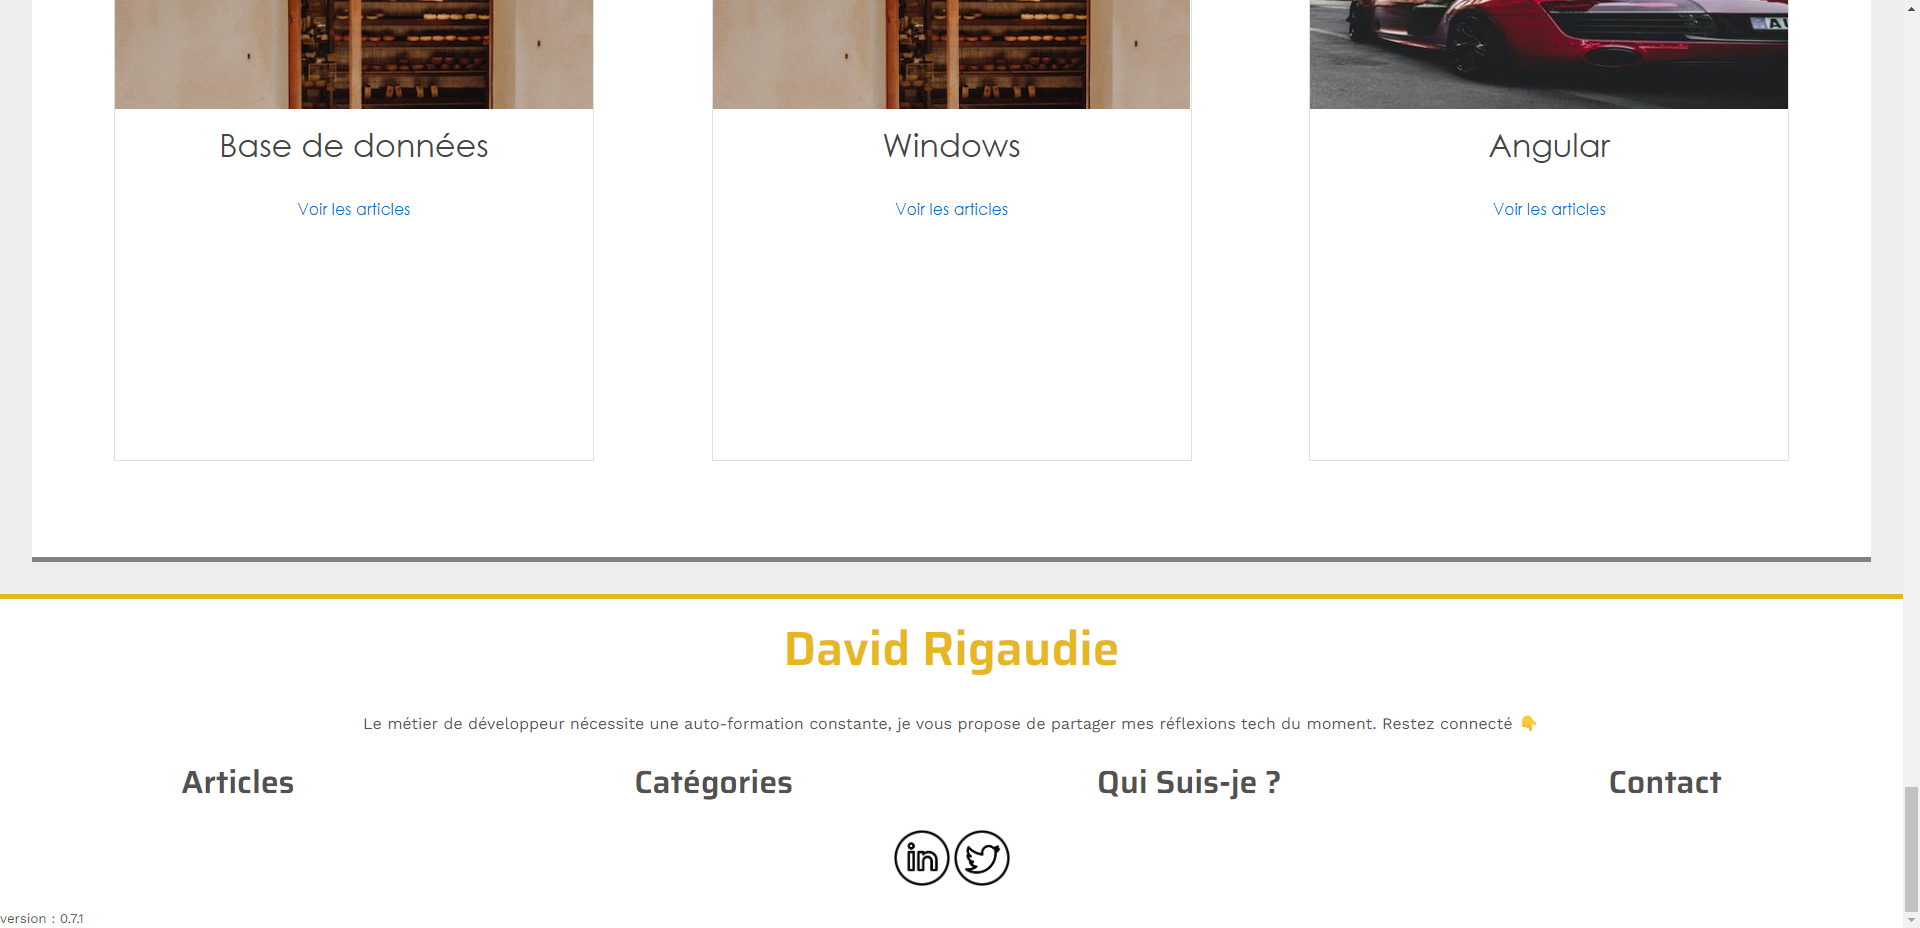 Base de données
Windows
Angular
Voir les articles
Voir les articles
Voir les articles
David Rigaudie
Le métier de développeur nécessite une auto-formation constante, je vous propose de partager mes réflexions tech du moment. Restez connecté 👇
Articles
Catégories
Qui Suis-je ?
Contact
in
version : 0.7.1